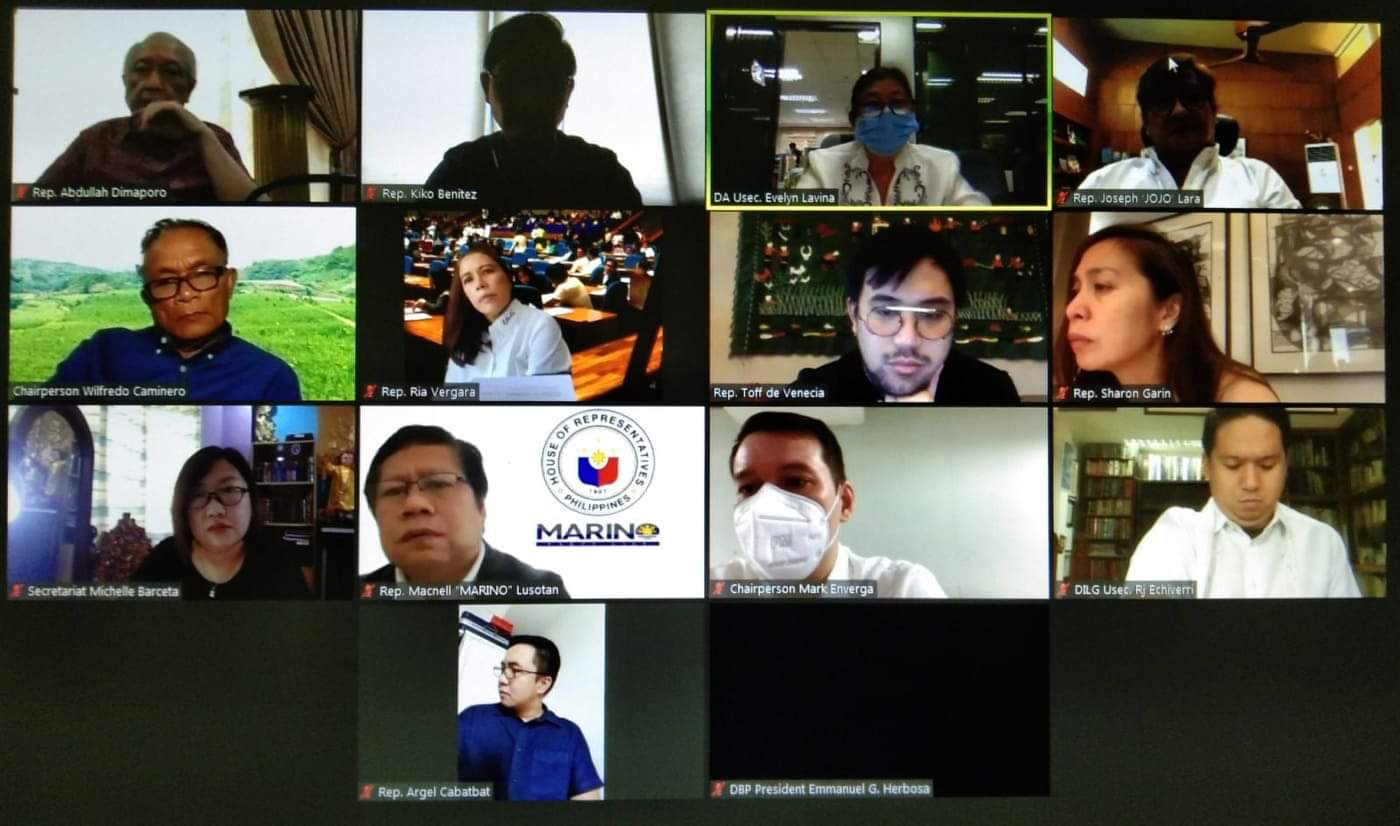 Rep. Abdullah Dimaporo
Rep. Kiko Benitez
DA Usec. Evelyn Lavina
Rep. Joseph 'JOJO' Lara
Chairperson Wilfredo Caminero
Rep. Ria Vergara
Rep. Toff de Venecia
Rep. Sharon Garin
Secretariat Michelle Barceta
HOUSE OF REPRESENTATIVES
PHILIPPINES
1907
MARINO
Rep. Macnell "MARINO" Lusotan
Chairperson Mark Enverga
DILG Usec. Rj Echiverri
Rep. Argel Cabatbat
DBP President Emmanuel G. Herbosa